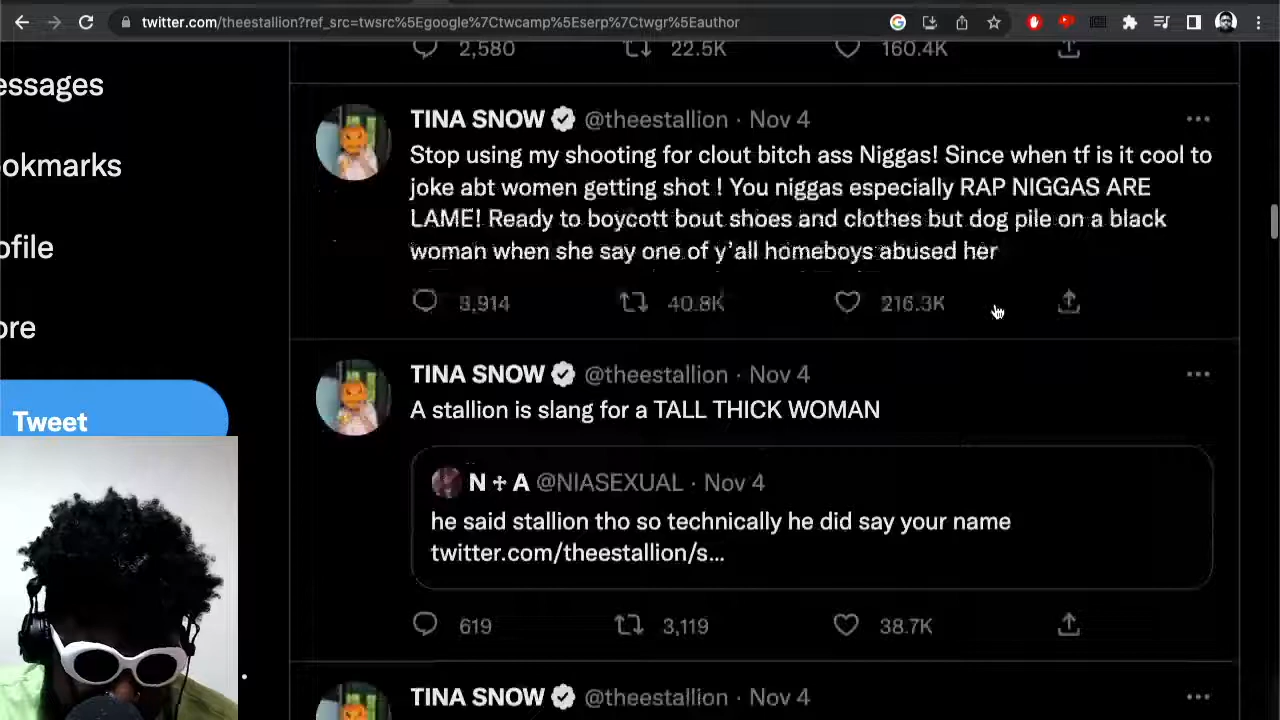 twitter.com/theestallion?ref_src=twsrc%5Egoogle%7Ctwcamp%5Eserp%7Ctwgr%5Eauthor
2,580 22.5K 160.4K
essages
ookmarks
ofile
ore
Tweet
TINA SNOW @theestallion · Nov 4
Stop using my shooting for clout bitch ass Niggas! Since when tf is it cool to
joke abt women getting shot ! You niggas especially RAP NIGGAS ARE
LAME! Ready to boycott bout shoes and clothes but dog pile on a black
woman when she say one of y'all homeboys abused her
3,914 40.8K 216.3K
TINA SNOW @theestallion · Nov 4
A stallion is slang for a TALL THICK WOMAN
N + A @NIASEXUAL · Nov 4
he said stallion tho so technically he did say your name
twitter.com/theestallion/s...
619 3,119 38.7K
TINA SNOW @theestallion · Nov 4